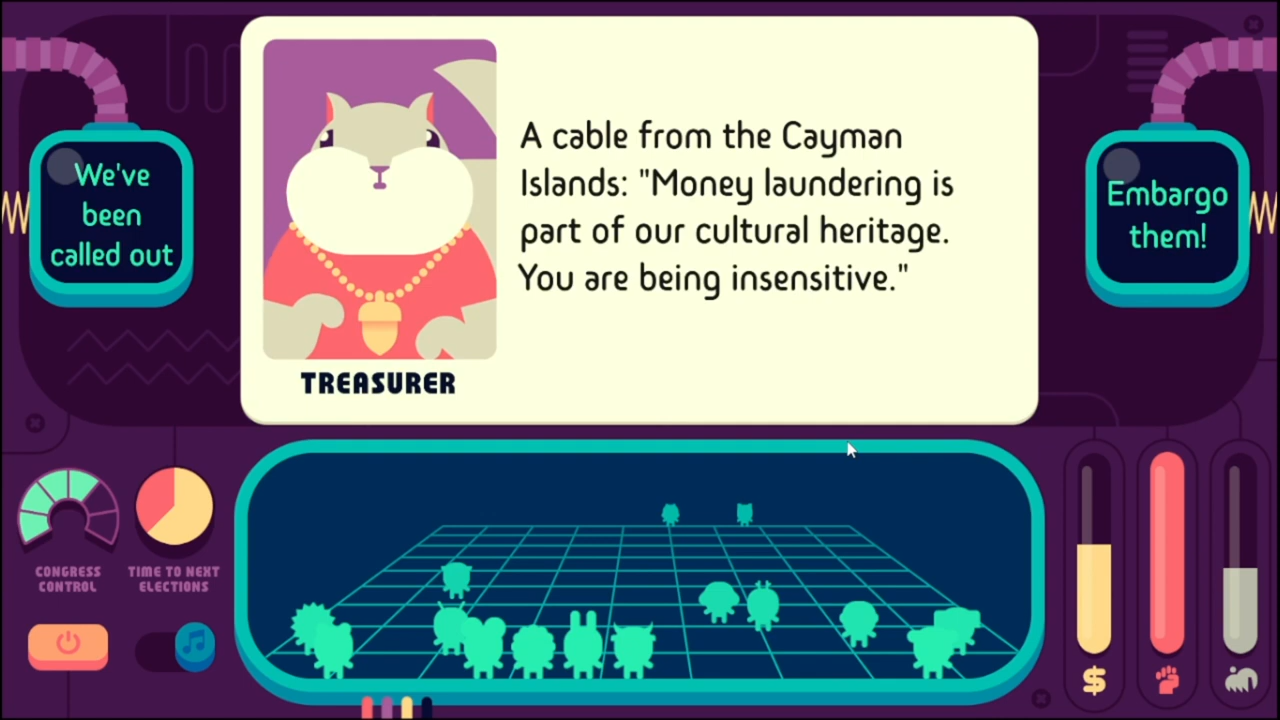 We've
been
called out
A cable from the Cayman
Islands: "Money laundering is
part of our cultural heritage.
You are being insensitive."
Embargo
them!
TREASURER
CONGRESS
CONTROL
TIME TO NEXT
ELECTIONS
$